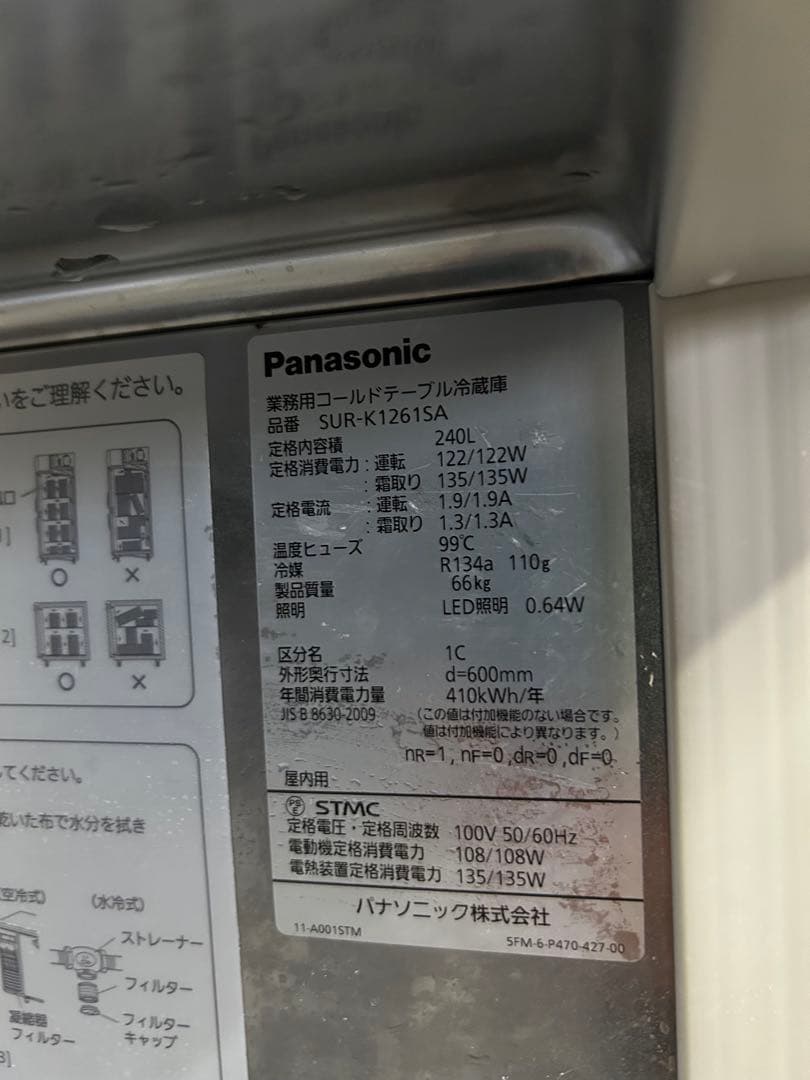 いをご理解ください。
○
×
2]
○
×
てください。
乾いた布で水分を拭き
(空冷式)
(水冷式)
ストレーナー
フィルター
凝縮器
フィルター
フィルター
キャップ
3]
Panasonic
業務用コールドテーブル冷蔵庫
品番 SUR-K1261SA
定格内容積 240L
定格消費電力:運転 122/122W
:霜取り 135/135W
定格電流 :運転 1.9/1.9A
:霜取り 1.3/1.3A
温度ヒューズ 99℃
冷媒 R134a 110g
製品質量 66kg
照明 LED照明 0.64W
区分名 1C
外形奥行寸法 d=600mm
年間消費電力量 410kWh/年
JIS B 8630-2009 (この値は付加機能のない場合です。
値は付加機能により異なります。)
nR=1, nF=0, dR=0, dF=0
屋内用
PSE STMC
定格電圧・定格周波数 100V 50/60Hz
電動機定格消費電力 108/108W
電熱装置定格消費電力 135/135W
パナソニック株式会社
11-A001STM 5FM-6-P470-427-00